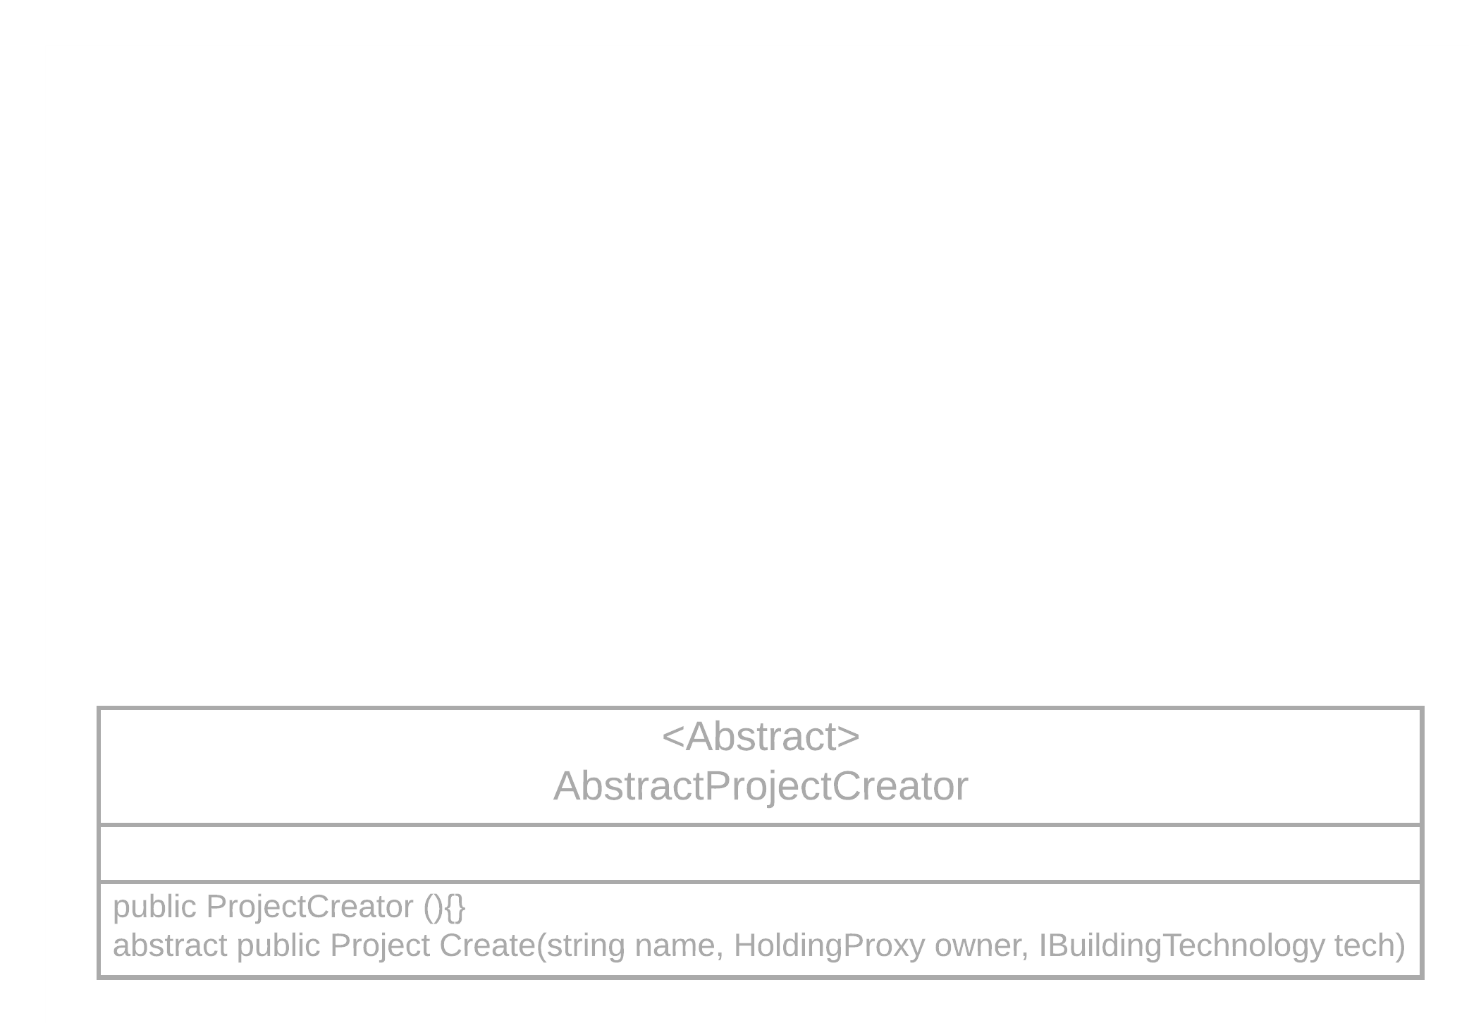 <Abstract>
AbstractProjectCreator
public ProjectCreator (){}
abstract public Project Create(string name, HoldingProxy owner, IBuildingTechnology tech)